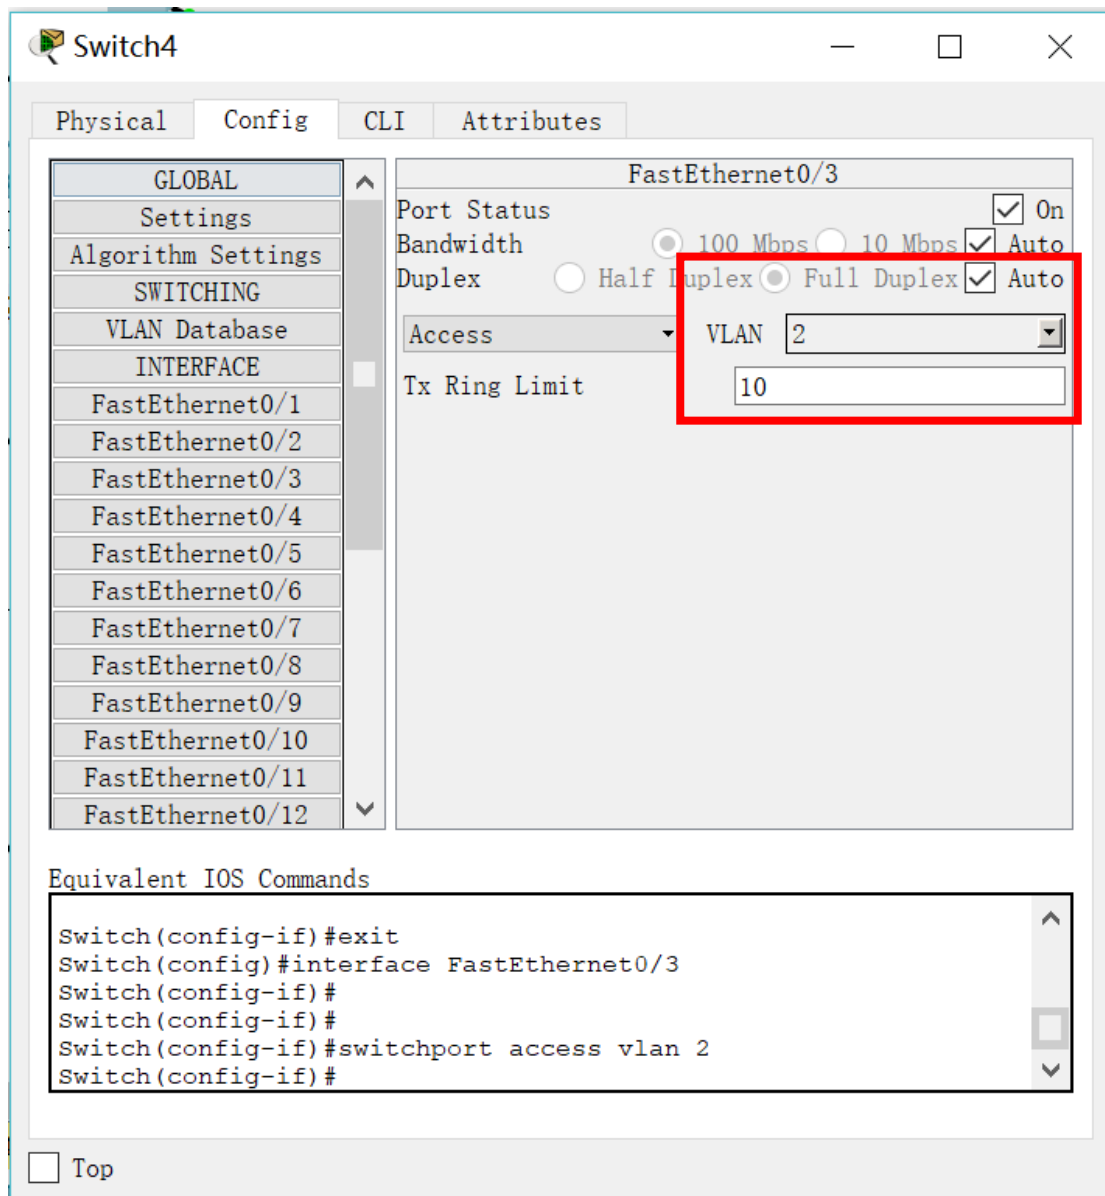 Switch4
Physical Config CLI Attributes
GLOBAL
Settings
Algorithm Settings
SWITCHING
VLAN Database
INTERFACE
FastEthernet0/1
FastEthernet0/2
FastEthernet0/3
FastEthernet0/4
FastEthernet0/5
FastEthernet0/6
FastEthernet0/7
FastEthernet0/8
FastEthernet0/9
FastEthernet0/10
FastEthernet0/11
FastEthernet0/12
FastEthernet0/3
Port Status On
Bandwidth 100 Mbps 10 Mbps Auto
Duplex Half Duplex Full Duplex Auto
Access VLAN 2
Tx Ring Limit 10
Equivalent IOS Commands
Switch(config-if)#exit
Switch(config)#interface FastEthernet0/3
Switch(config-if)#
Switch(config-if)#
Switch(config-if)#switchport access vlan 2
Switch(config-if)#
Top